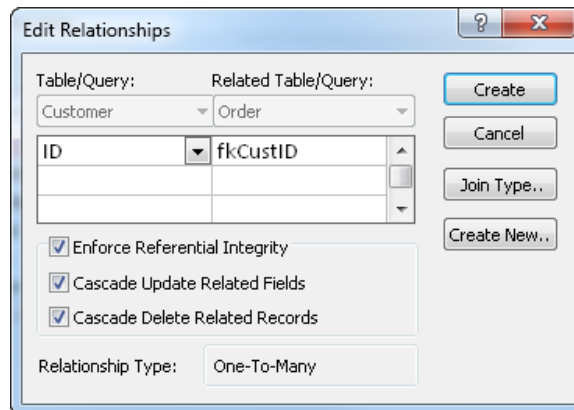 Edit Relationships
Table/Query: Related Table/Query:
Create
Customer Order
Cancel
ID fkCustID
Join Type..
Create New..
Enforce Referential Integrity
Cascade Update Related Fields
Cascade Delete Related Records
Relationship Type: One-To-Many